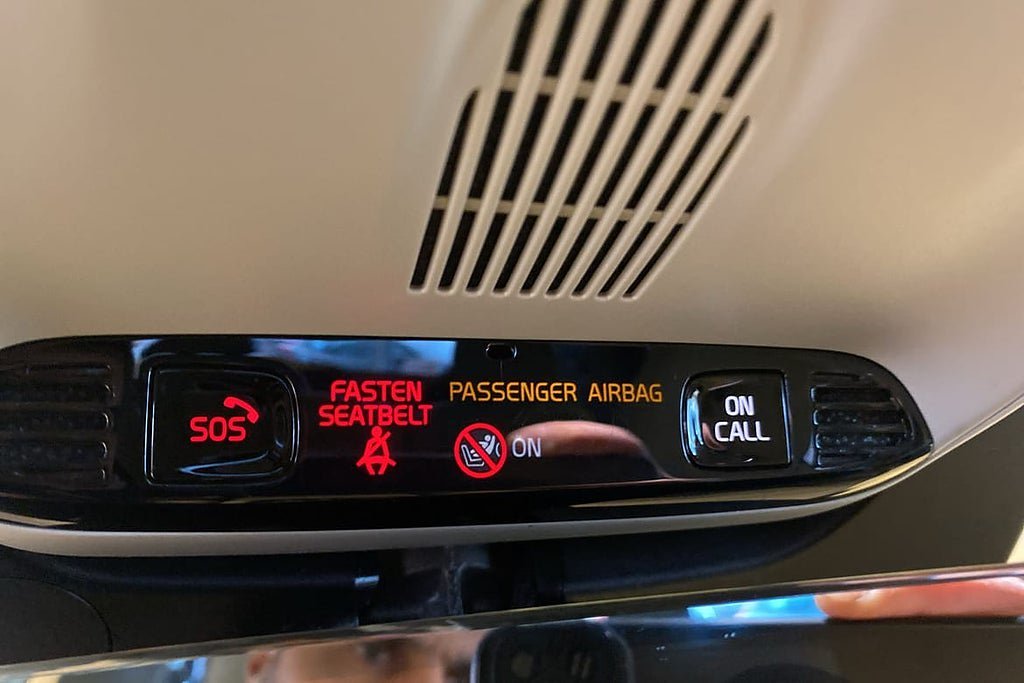 SOS
FASTEN
SEATBELT
PASSENGER AIRBAG
ON
ON
CALL